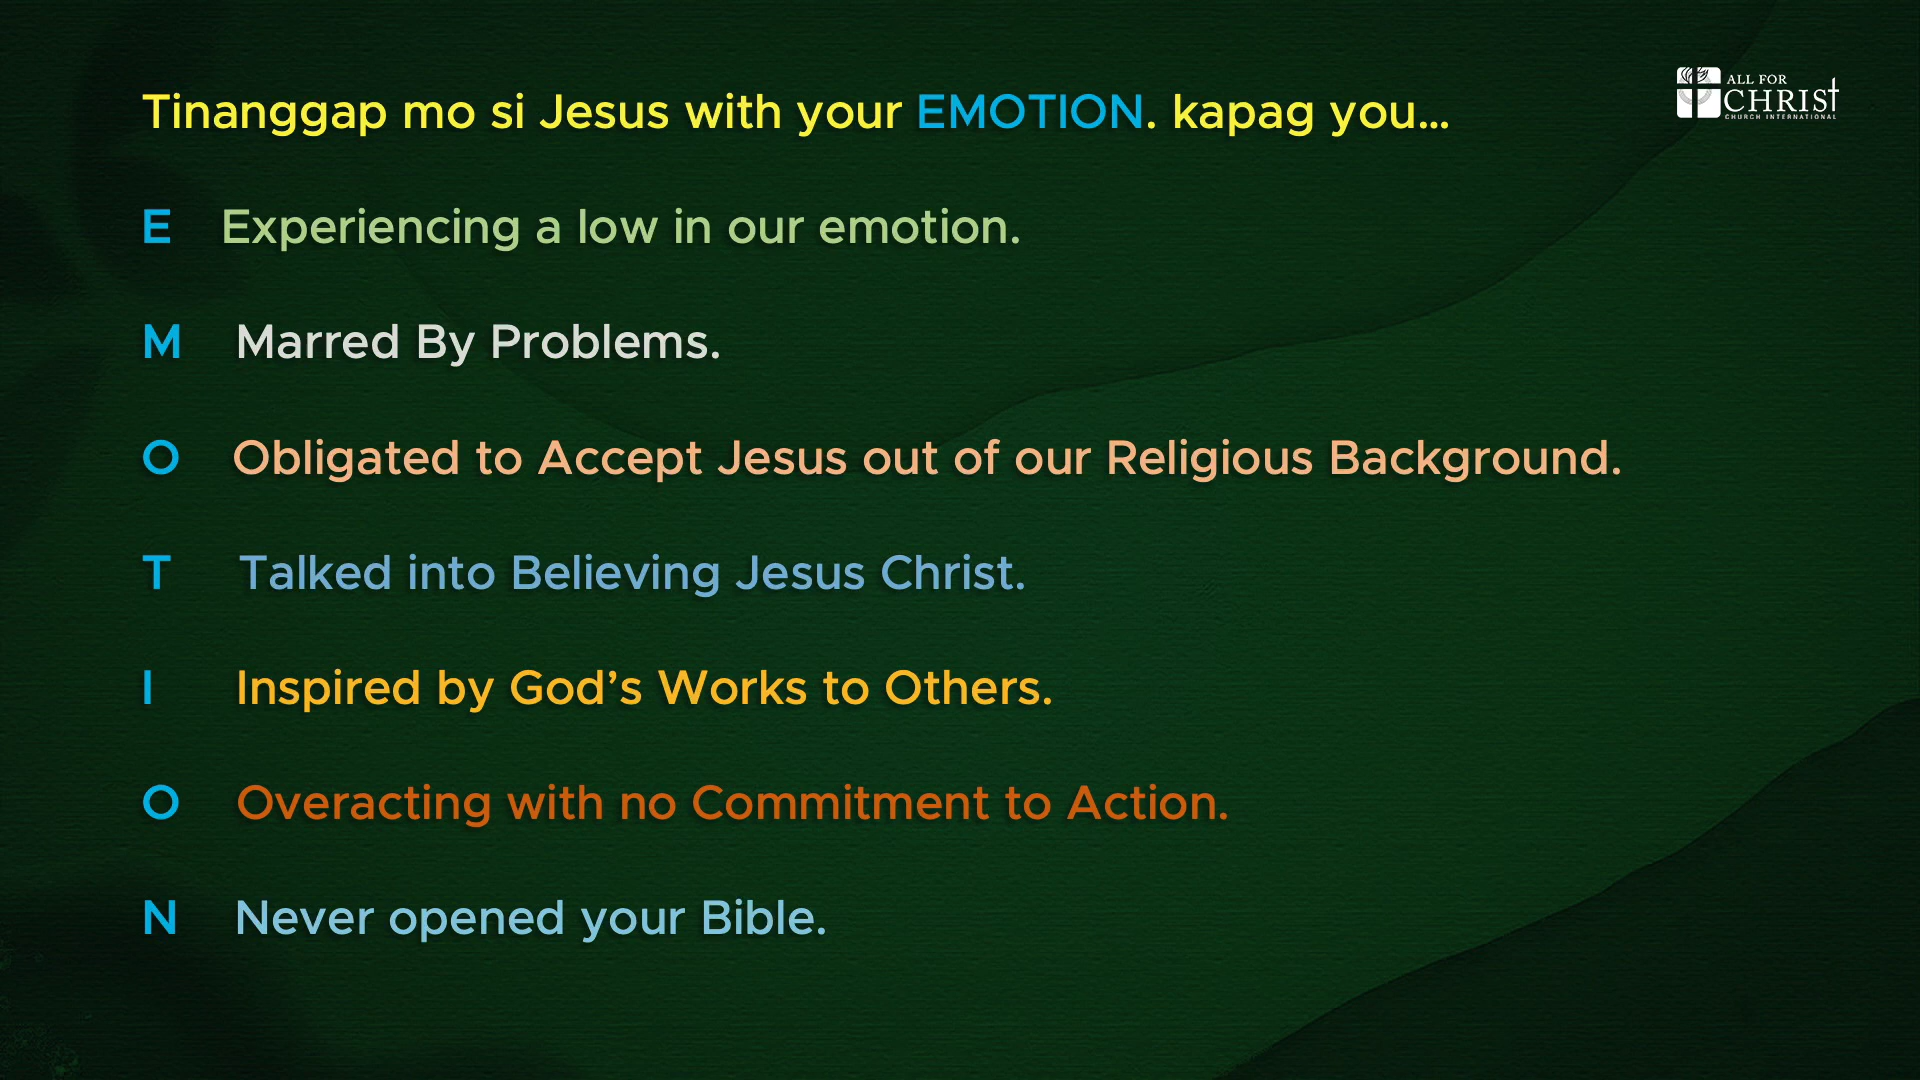 Tinanggap mo si Jesus with your EMOTION. kapag you...
ALL FOR
CHRIST
CHURCH INTERNATIONAL
E Experiencing a low in our emotion.
M Marred By Problems.
O Obligated to Accept Jesus out of our Religious Background.
T Talked into Believing Jesus Christ.
I Inspired by God’s Works to Others.
O Overacting with no Commitment to Action.
N Never opened your Bible.